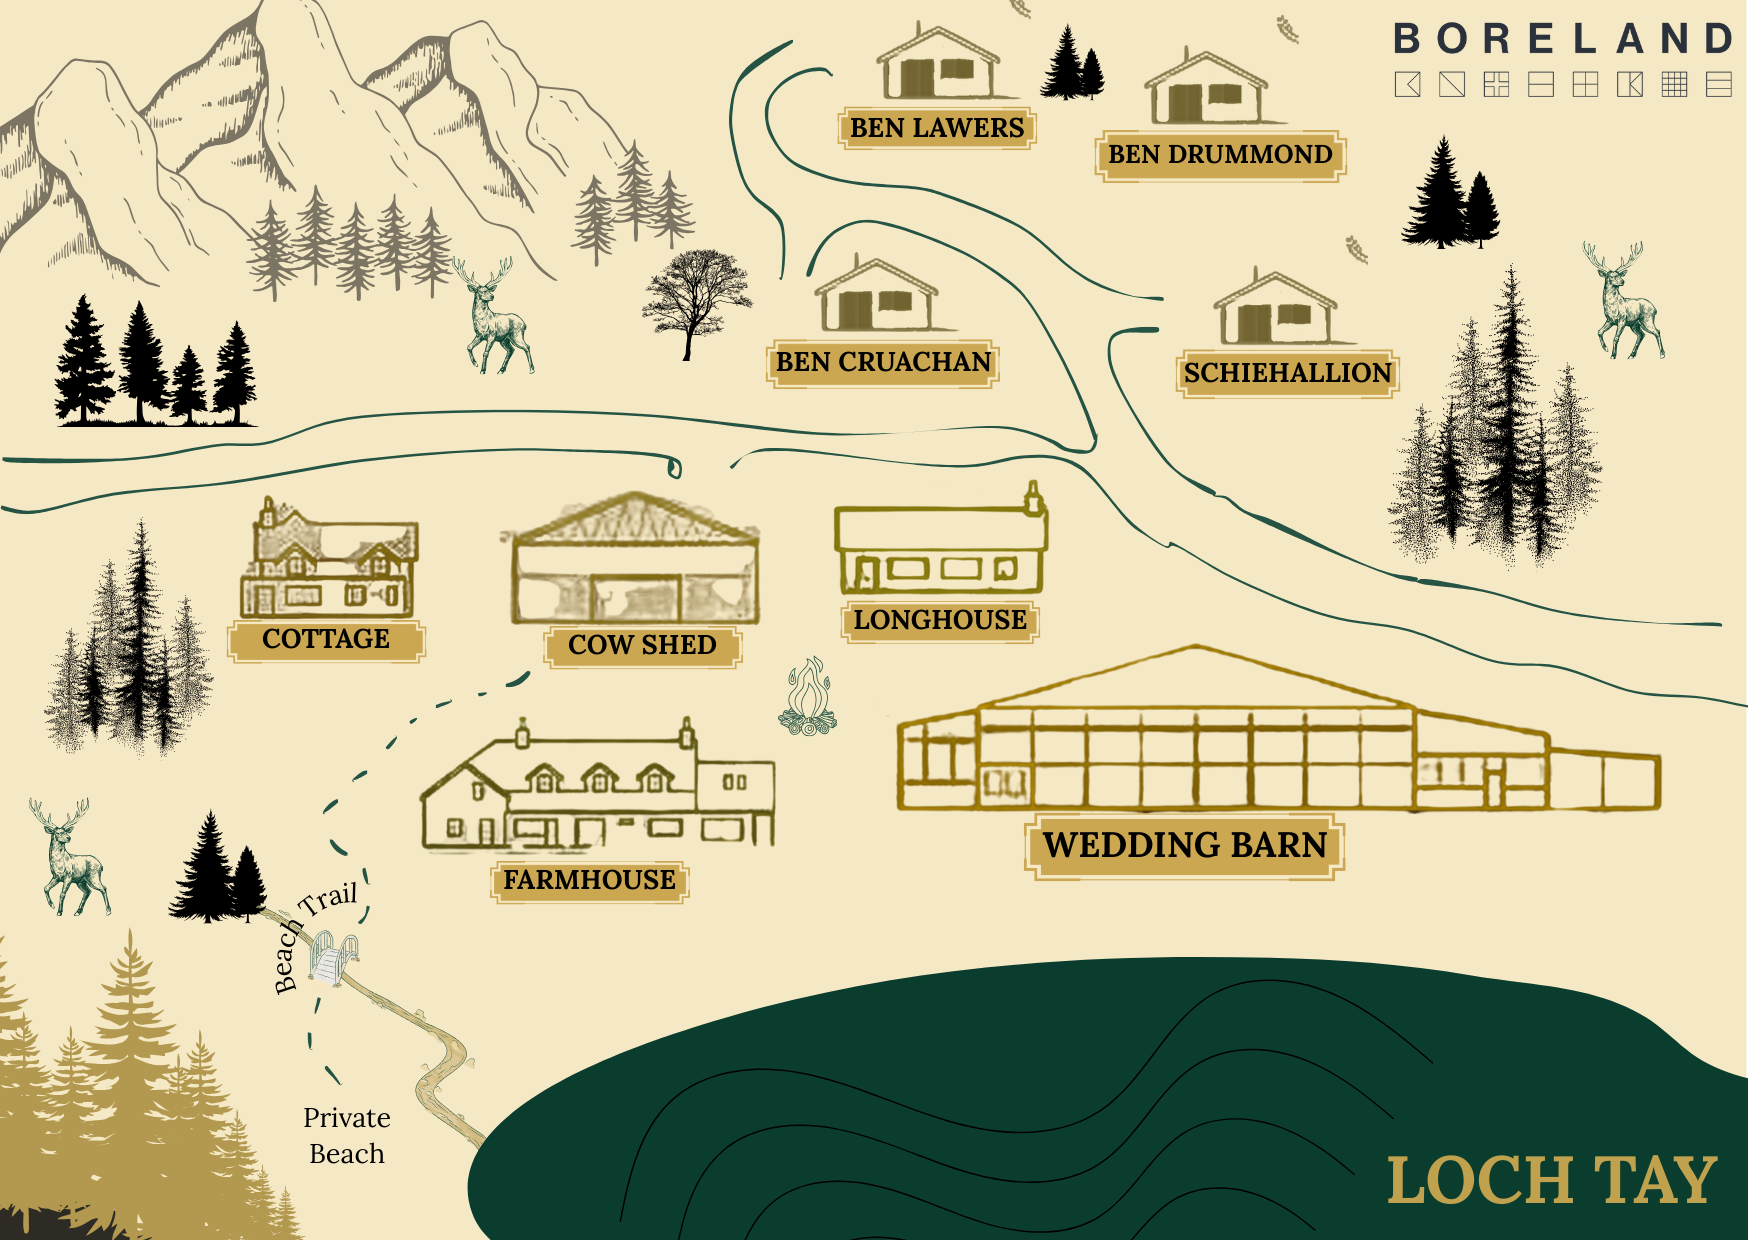 BORELAND
BEN LAWERS
BEN DRUMMOND
BEN CRUACHAN
SCHIEHALLION
COTTAGE
COW SHED
LONGHOUSE
WEDDING BARN
FARMHOUSE
Beach Trail
Private
Beach
LOCH TAY